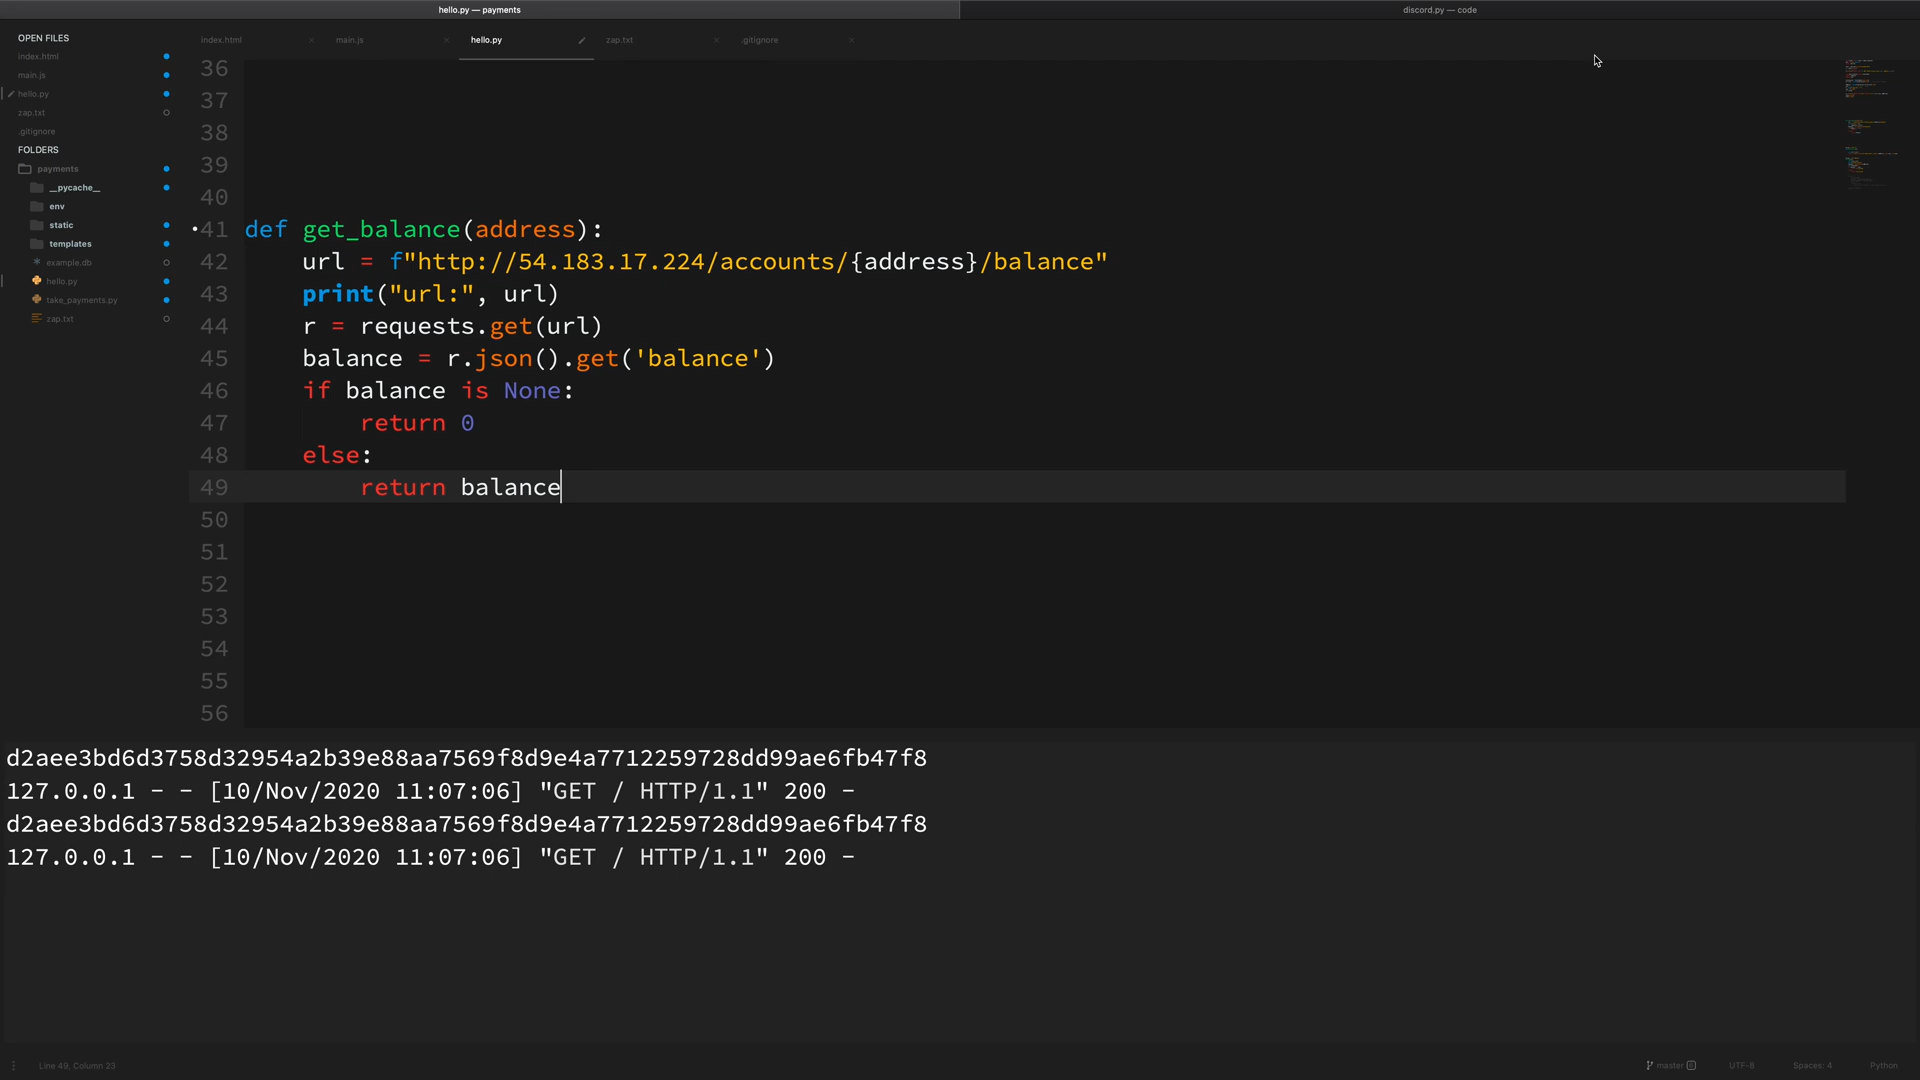 hello.py — payments
discord.py — code
OPEN FILES
index.html
main.js
hello.py
zap.txt
.gitignore
FOLDERS
payments
__pycache__
env
static
templates
example.db
hello.py
take_payments.py
zap.txt
index.html
main.js
hello.py
zap.txt
.gitignore
36
37
38
39
40
41 def get_balance(address):
42 url = f"http://54.183.17.224/accounts/{address}/balance"
43 print("url:", url)
44 r = requests.get(url)
45 balance = r.json().get('balance')
46 if balance is None:
47 return 0
48 else:
49 return balance
50
51
52
53
54
55
56
d2aee3bd6d3758d32954a2b39e88aa7569f8d9e4a7712259728dd99ae6fb47f8
127.0.0.1 - - [10/Nov/2020 11:07:06] "GET / HTTP/1.1" 200 -
d2aee3bd6d3758d32954a2b39e88aa7569f8d9e4a7712259728dd99ae6fb47f8
127.0.0.1 - - [10/Nov/2020 11:07:06] "GET / HTTP/1.1" 200 -
Line 49, Column 23
master
UTF-8
Spaces: 4
Python